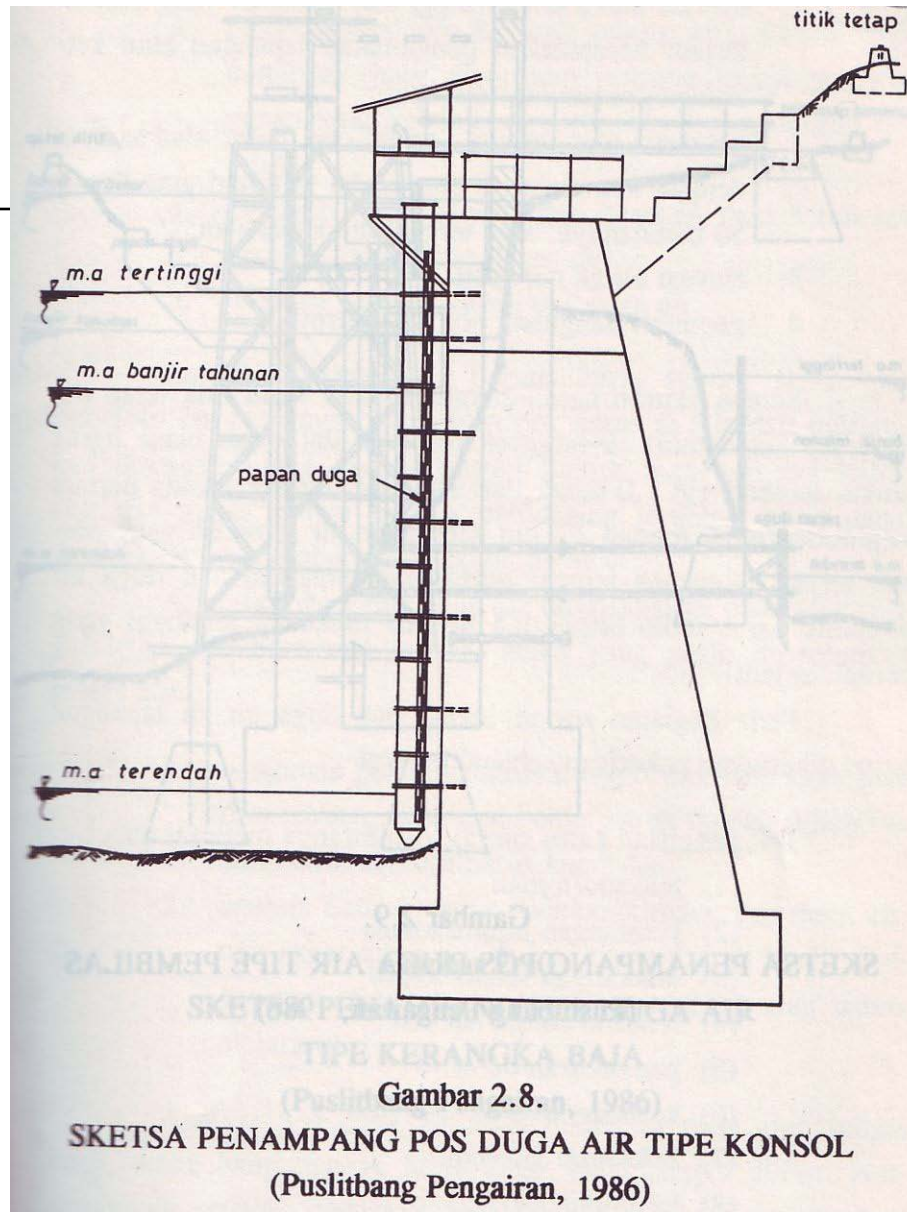 titik tetap
m.a tertinggi
m.a banjir tahunan
papan duga
m.a terendah
Gambar 2.8.
SKETSA PENAMPANG POS DUGA AIR TIPE KONSOL
(Puslitbang Pengairan, 1986)